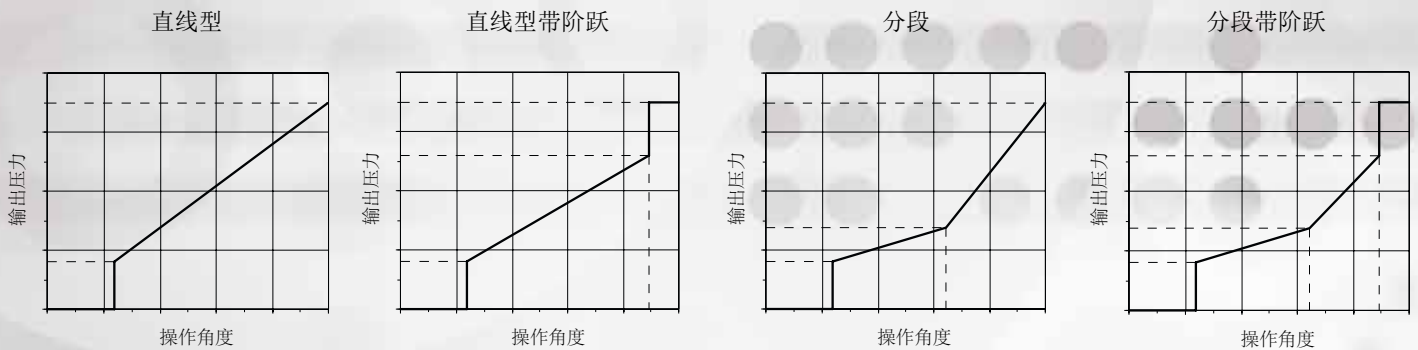 直线型
直线型带阶跃
分段
分段带阶跃
输出压力
操作角度
输出压力
操作角度
输出压力
操作角度
输出压力
操作角度